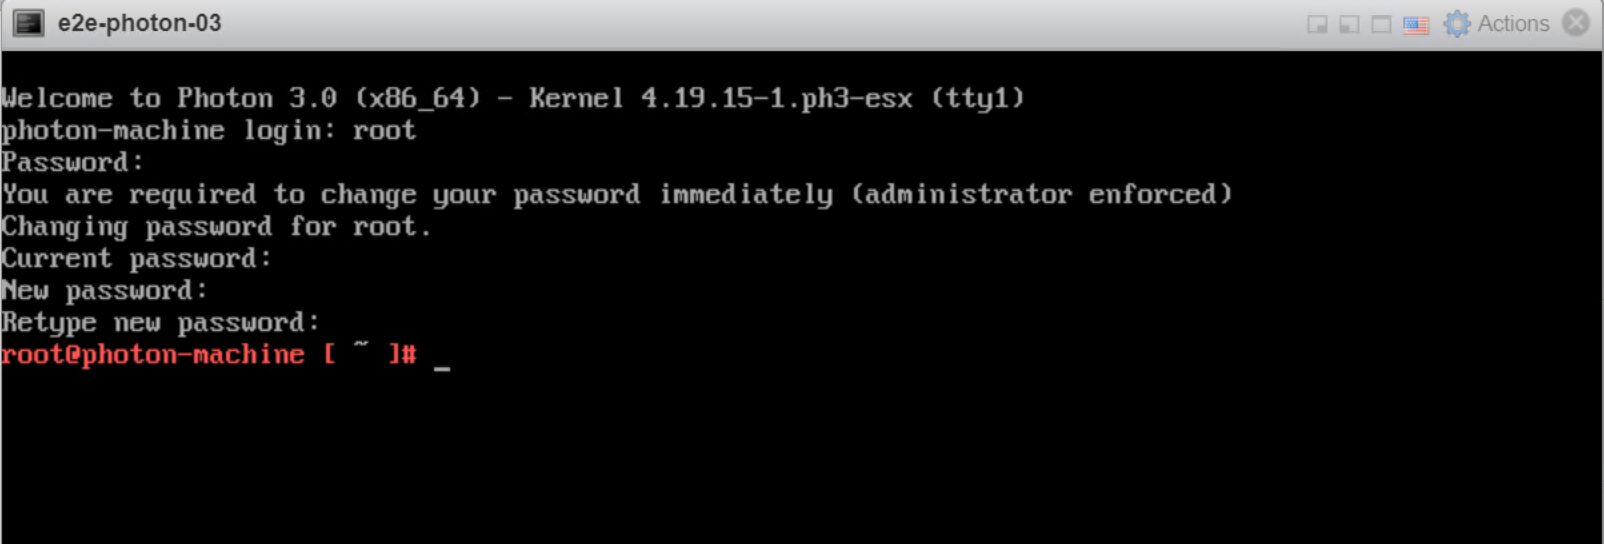 e2e-photon-03
Actions
Welcome to Photon 3.0 (x86_64) - Kernel 4.19.15-1.ph3-esx (tty1)
photon-machine login: root
Password:
You are required to change your password immediately (administrator enforced)
Changing password for root.
Current password:
New password:
Retype new password:
root@photon-machine [ ~ ]# _